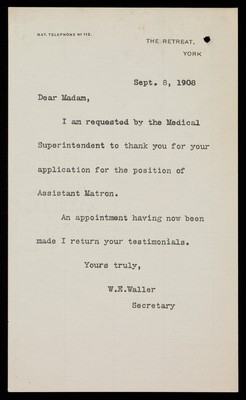 NAT. TELEPHONE Nº 112.
THE RETREAT,
YORK
Sept. 8, 1908
Dear Madam,
I am requested by the Medical
Superintendent to thank you for your
application for the position of
Assistant Matron.
An appointment having now been
made I return your testimonials.
Yours truly,
W.E.Waller
Secretary